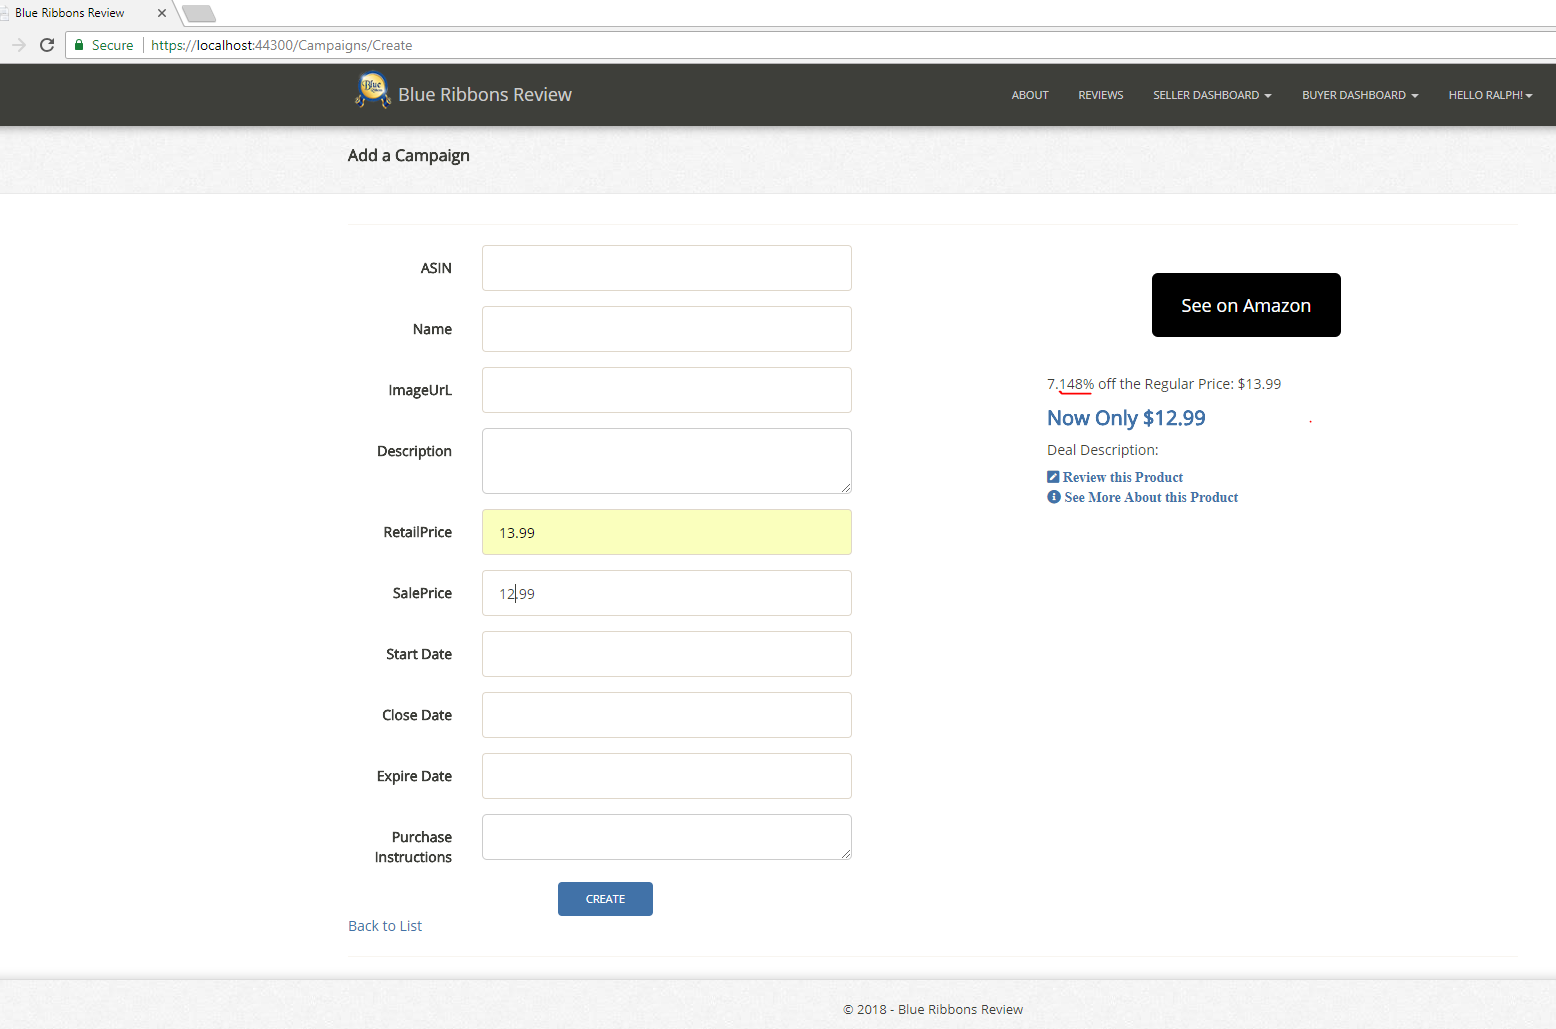 Blue Ribbons Review
Secure https://localhost:44300/Campaigns/Create
Blue Ribbons Review ABOUT REVIEWS SELLER DASHBOARD BUYER DASHBOARD HELLO RALPH!
Add a Campaign
ASIN
See on Amazon
Name
ImageUrL
7.148% off the Regular Price: $13.99
Now Only $12.99
Description
Deal Description:
Review this Product
See More About this Product
RetailPrice 13.99
SalePrice 12.99
Start Date
Close Date
Expire Date
Purchase
Instructions
CREATE
Back to List
© 2018 - Blue Ribbons Review